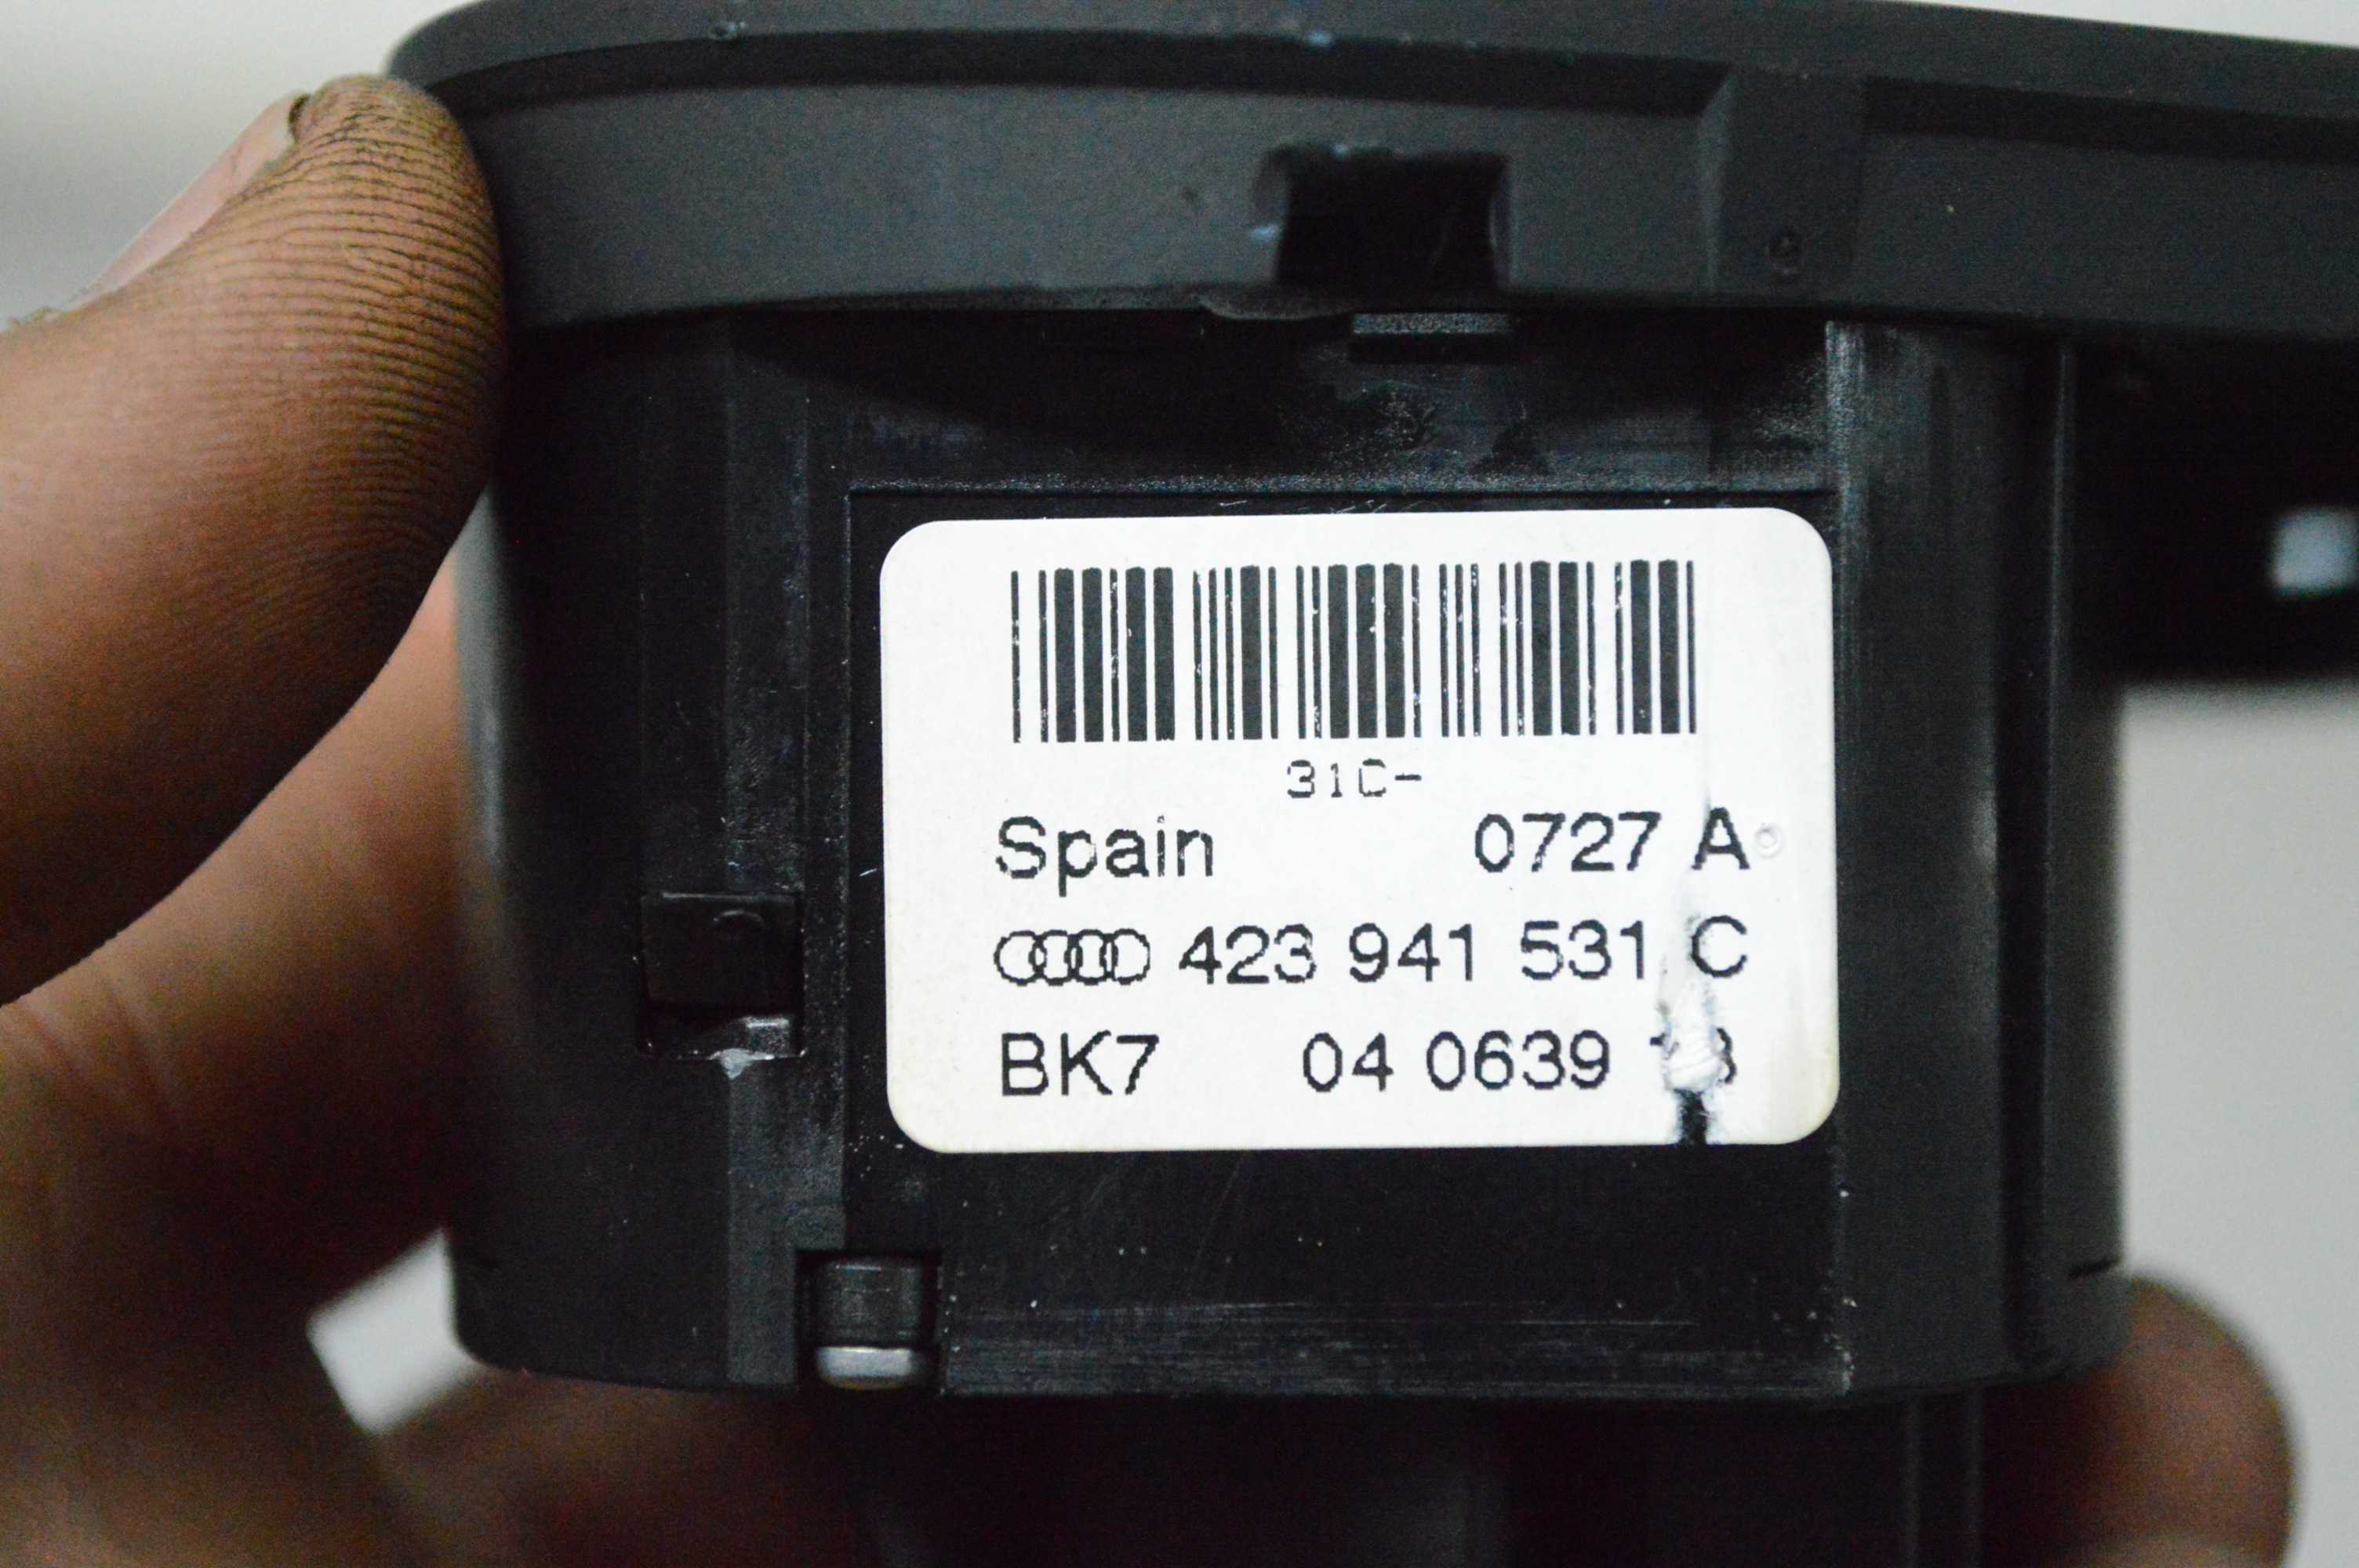 31C-
Spain 0727 A
423 941 531 C
BK7 04 0639